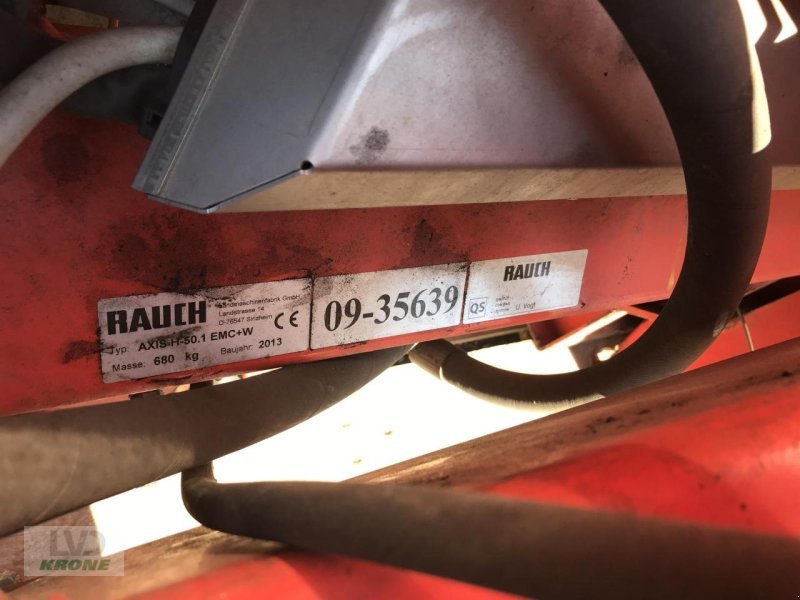 RAUCH
Landmaschinenfabrik GmbH
Landstrasse 14
D-76547 Sinzheim
CE
Typ: AXIS-H-50.1 EMC+W
Masse: 680 kg Baujahr: 2013
09-35639
RAUCH
QS
U. Vogt
LVD
KRONE